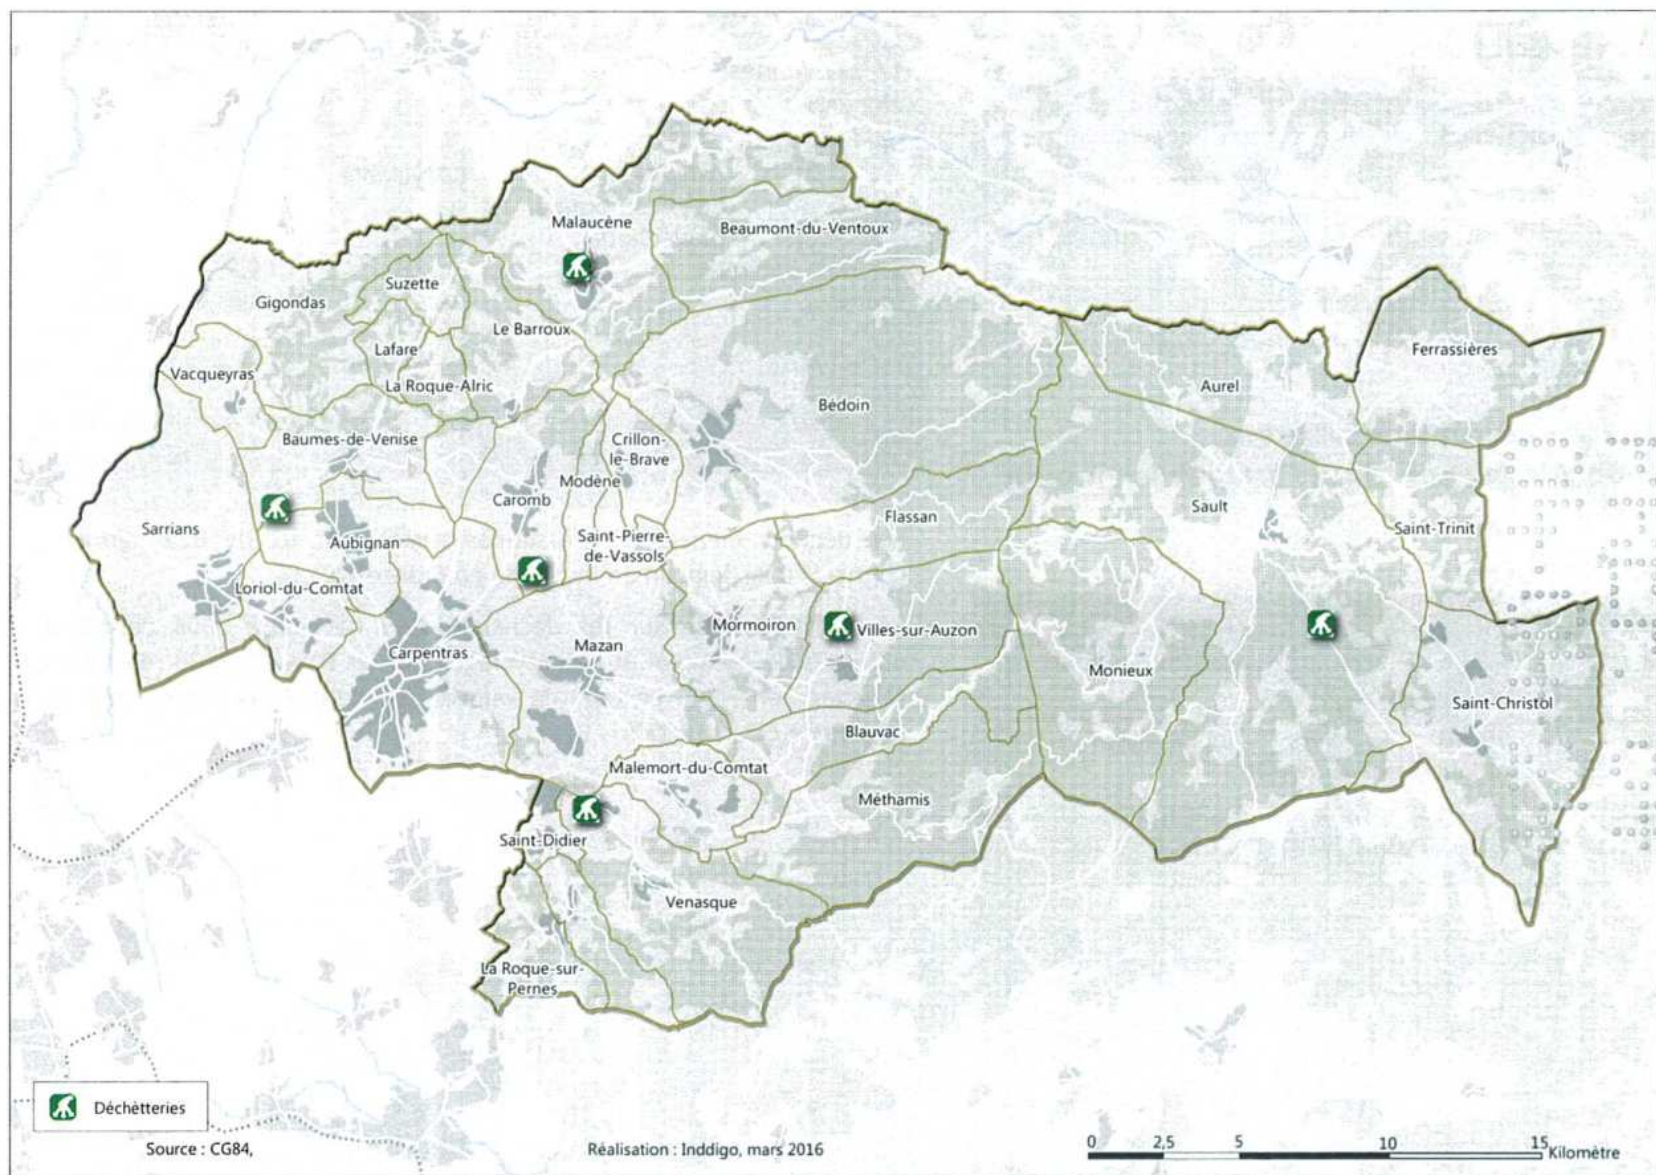 Malaucène
Beaumont-du-Ventoux
Suzette
Gigondas
Le Barroux
Ferrassières
Lafare
Vacqueyras
La Roque-Alric
Aurel
Bédoin
Baumes-de-Venise
Crillon-
le-Brave
Modène
Caromb
Sault
Flassan
Sarrians
Saint-Trinit
Aubignan
Saint-Pierre-
de-Vassols
Loriol-du-Comtat
Mormoiron
Villes-sur-Auzon
Carpentras
Mazan
Monieux
Saint-Christol
Blauvac
Malemort-du-Comtat
Méthamis
Saint-Didier
Venasque
La Roque-sur-
Pernes
Déchètteries
Source : CG84,
Réalisation : Inddigo, mars 2016
0 2,5 5 10 15
Kilomètre